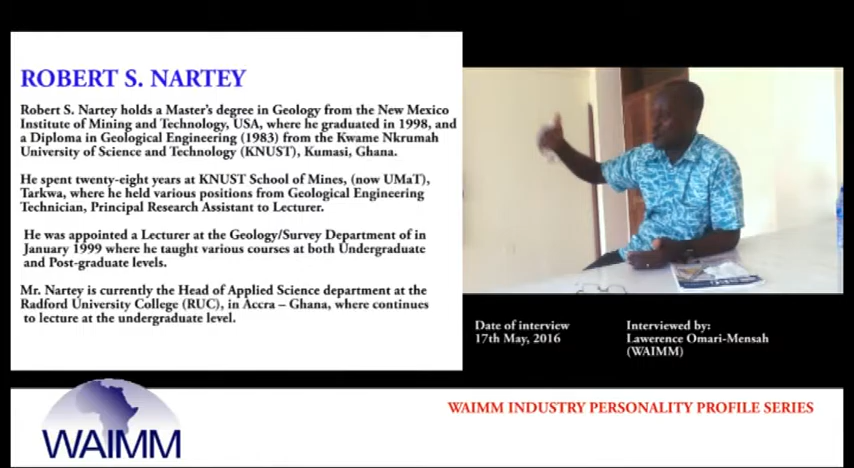 ROBERT S. NARTEY
Robert S. Nartey holds a Master's degree in Geology from the New Mexico
Institute of Mining and Technology, USA, where he graduated in 1998, and
a Diploma in Geological Engineering (1983) from the Kwame Nkrumah
University of Science and Technology (KNUST), Kumasi, Ghana.
He spent twenty-eight years at KNUST School of Mines, (now UMaT),
Tarkwa, where he held various positions from Geological Engineering
Technician, Principal Research Assistant to Lecturer.
He was appointed a Lecturer at the Geology/Survey Department of in
January 1999 where he taught various courses at both Undergraduate
and Post-graduate levels.
Mr. Nartey is currently the Head of Applied Science department at the
Radford University College (RUC), in Accra – Ghana, where continues
to lecture at the undergraduate level.
Date of interview
17th May, 2016
Interviewed by:
Lawerence Omari-Mensah
(WAIMM)
WAIMM INDUSTRY PERSONALITY PROFILE SERIES
WAIMM